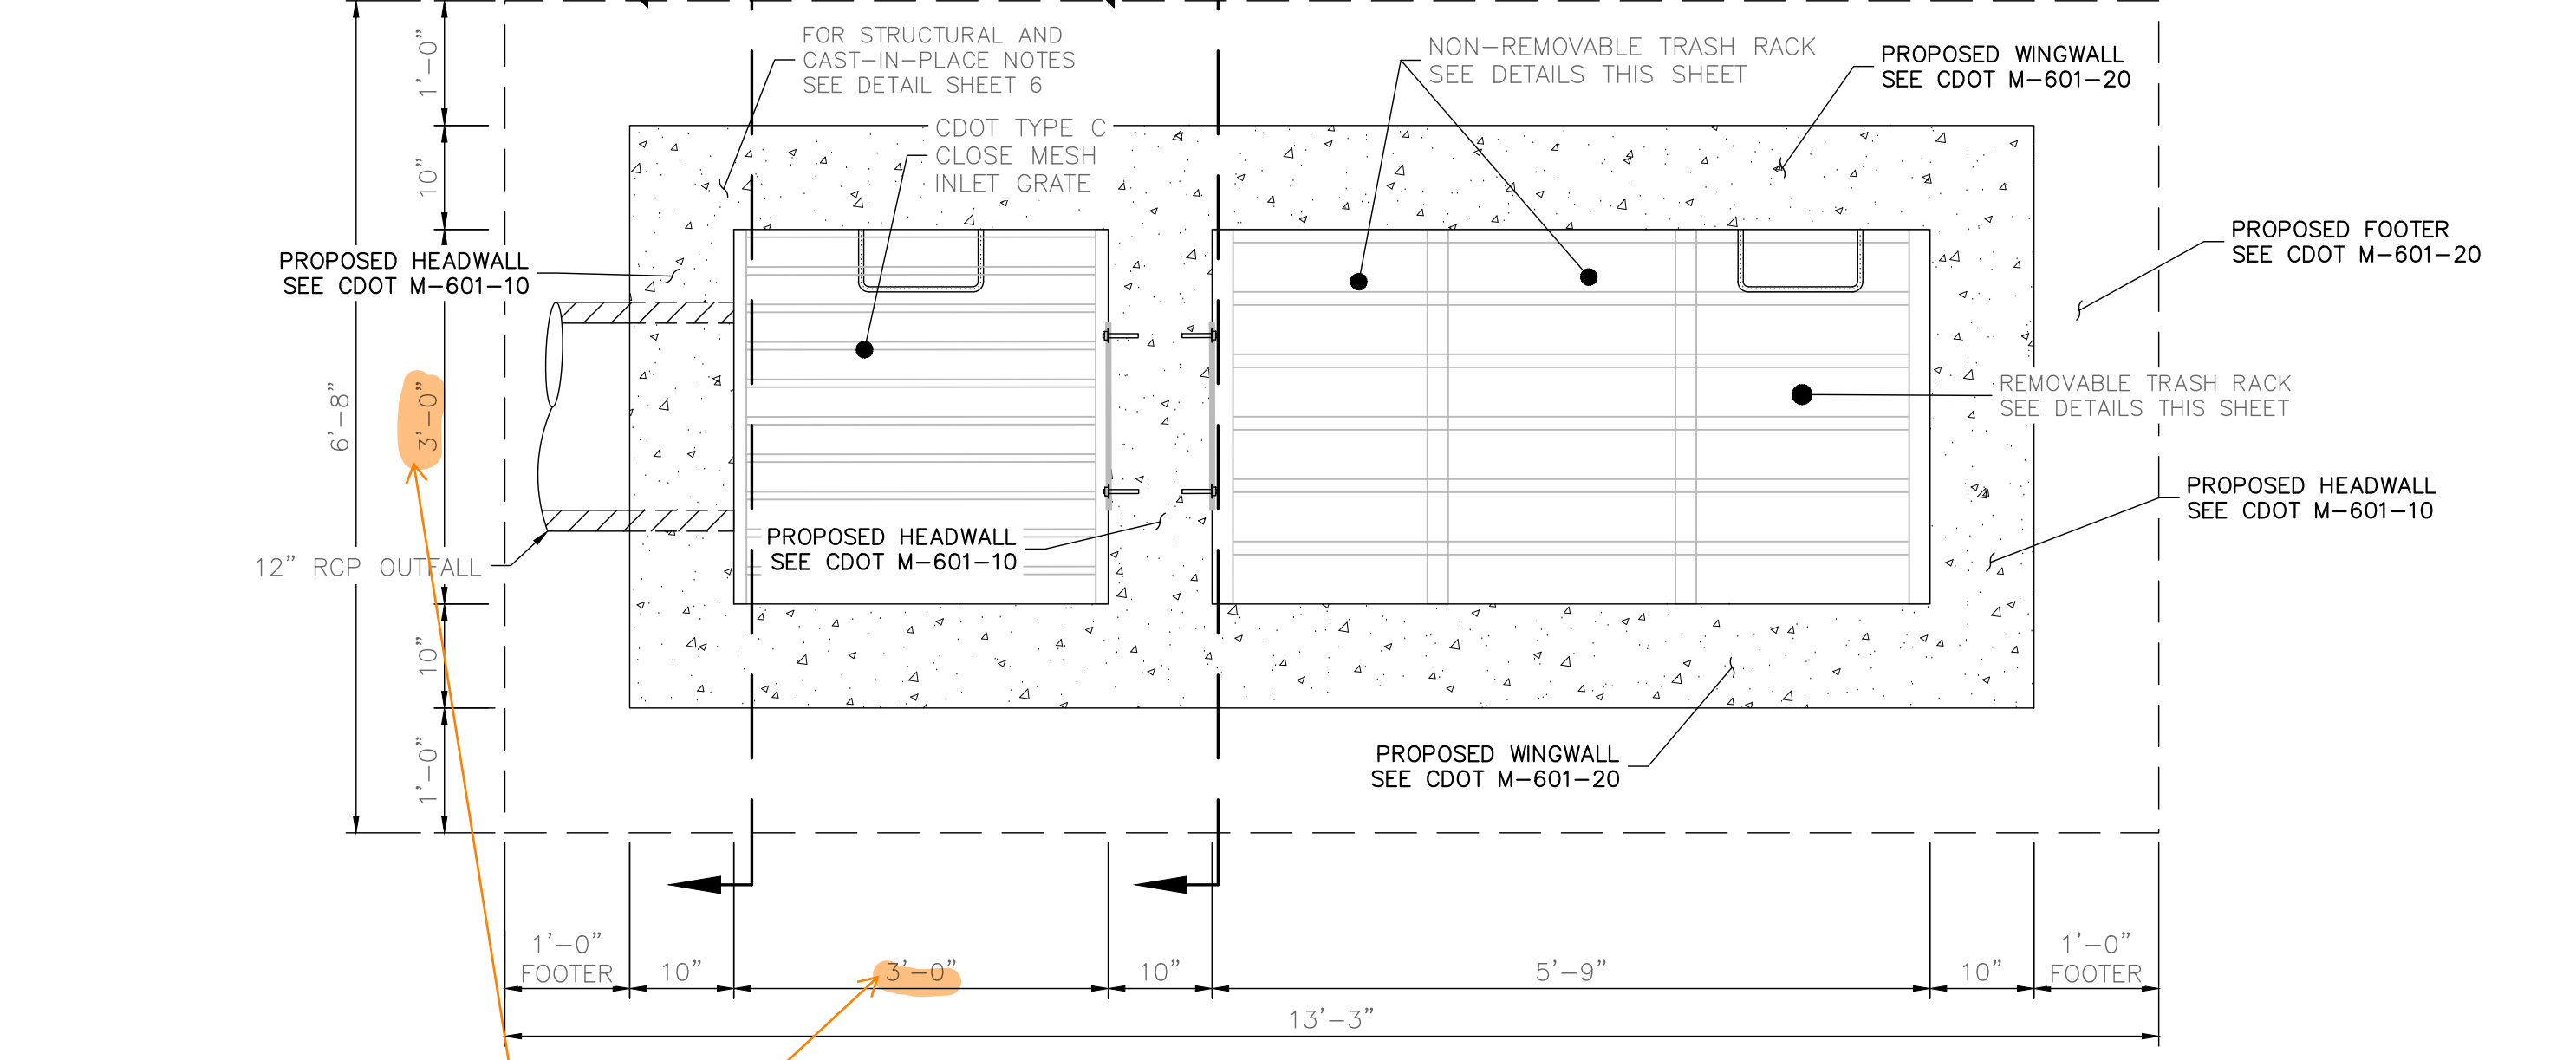 FOR STRUCTURAL AND
CAST-IN-PLACE NOTES
SEE DETAIL SHEET 6
NON-REMOVABLE TRASH RACK
SEE DETAILS THIS SHEET
PROPOSED WINGWALL
SEE CDOT M-601-20
1'-0"
CDOT TYPE C
CLOSE MESH
INLET GRATE
10"
PROPOSED HEADWALL
SEE CDOT M-601-10
PROPOSED FOOTER
SEE CDOT M-601-20
6'-8"
3'-0"
REMOVABLE TRASH RACK
SEE DETAILS THIS SHEET
PROPOSED HEADWALL
SEE CDOT M-601-10
PROPOSED HEADWALL
SEE CDOT M-601-10
12" RCP OUTFALL
10"
1'-0"
PROPOSED WINGWALL
SEE CDOT M-601-20
1'-0"
FOOTER
10"
3'-0"
10"
5'-9"
10"
1'-0"
FOOTER
13'-3"